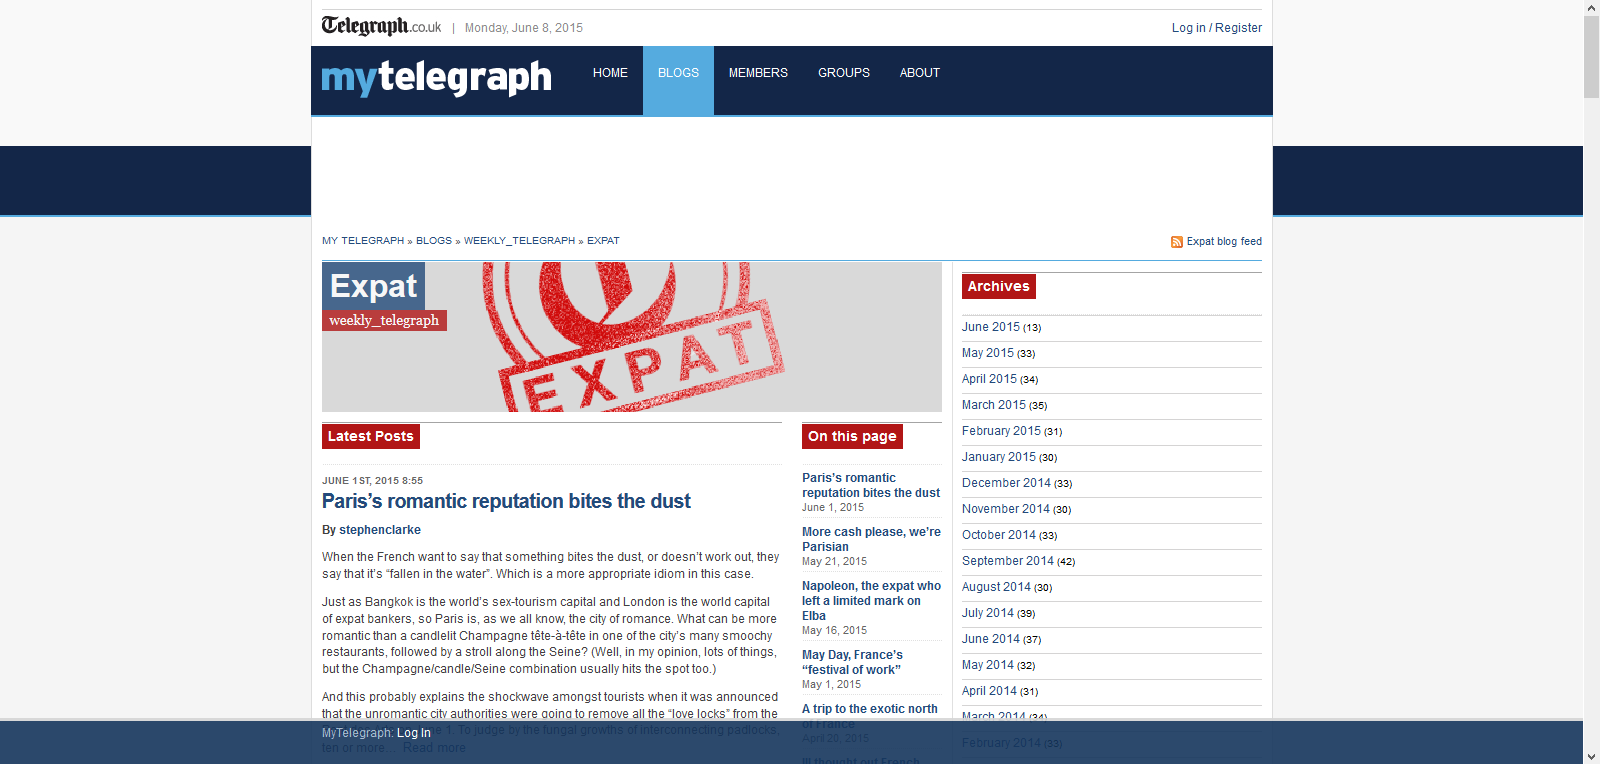 Telegraph.co.uk | Monday, June 8, 2015
Log in / Register
mytelegraph
HOME BLOGS MEMBERS GROUPS ABOUT
MY TELEGRAPH » BLOGS » WEEKLY_TELEGRAPH » EXPAT
Expat blog feed
Expat
weekly_telegraph
EXPAT
Latest Posts
JUNE 1ST, 2015 8:55
Paris’s romantic reputation bites the dust
By stephenclarke
When the French want to say that something bites the dust, or doesn’t work out, they
say that it’s “fallen in the water”. Which is a more appropriate idiom in this case.
Just as Bangkok is the world’s sex-tourism capital and London is the world capital
of expat bankers, so Paris is, as we all know, the city of romance. What can be more
romantic than a candlelit Champagne tête-à-tête in one of the city’s many smoochy
restaurants, followed by a stroll along the Seine? (Well, in my opinion, lots of things,
but the Champagne/candle/Seine combination usually hits the spot too.)
And this probably explains the shockwave amongst tourists when it was announced
that the unromantic city authorities were going to remove all the “love locks” from the
1. To judge by the fungal growths of interconnecting padlocks,
ten or more... Read more
On this page
Paris’s romantic
reputation bites the dust
June 1, 2015
More cash please, we’re
Parisian
May 21, 2015
Napoleon, the expat who
left a limited mark on
Elba
May 16, 2015
May Day, France’s
“festival of work”
May 1, 2015
A trip to the exotic north
of France
April 20, 2015
Ill thought out French
Archives
June 2015 (13)
May 2015 (33)
April 2015 (34)
March 2015 (35)
February 2015 (31)
January 2015 (30)
December 2014 (33)
November 2014 (30)
October 2014 (33)
September 2014 (42)
August 2014 (30)
July 2014 (39)
June 2014 (37)
May 2014 (32)
April 2014 (31)
March 2014 (34)
February 2014 (33)
MyTelegraph: Log In